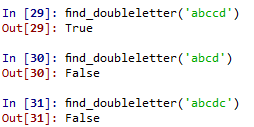 In [29]: find_doubleletter('abccd')
Out[29]: True
In [30]: find_doubleletter('abcd')
Out[30]: False
In [31]: find_doubleletter('abcdc')
Out[31]: False